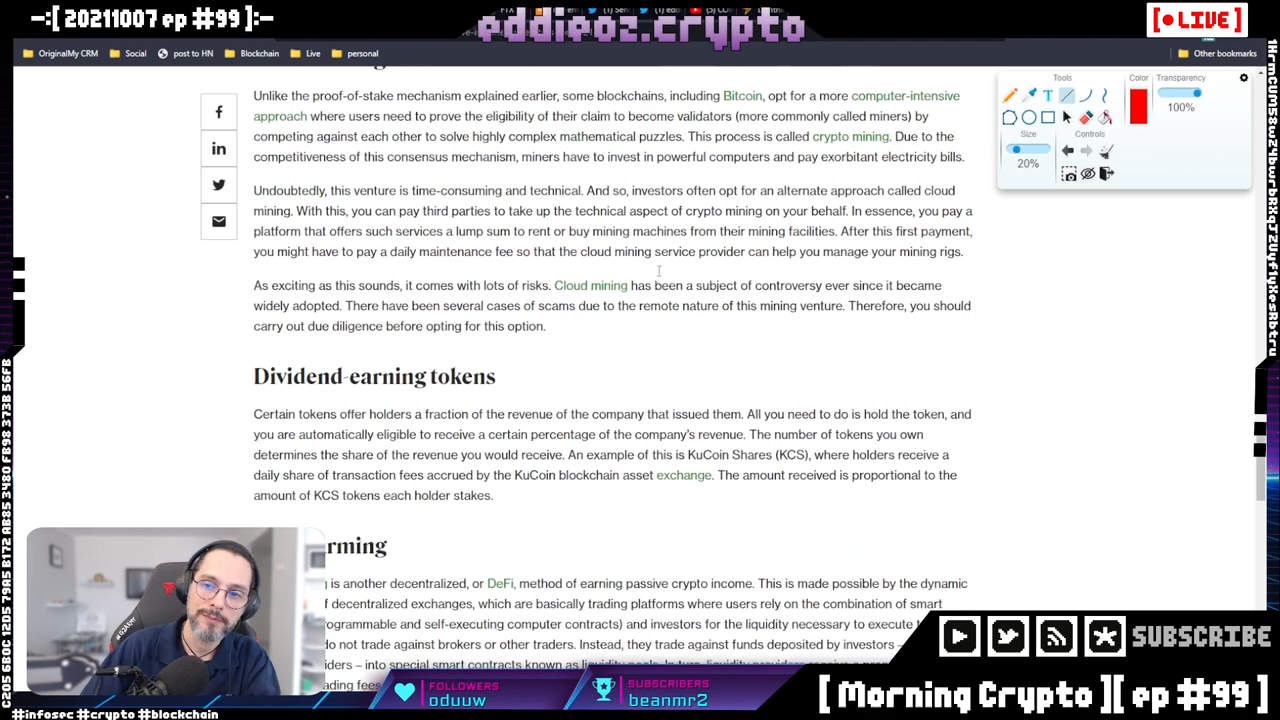 -:[ 20211007 ep #99 ]:-
eddieoz.crypto
[●LIVE]
OriginalMy CRM
Social
post to HN
Blockchain
Live
personal
Other bookmarks
Tools
Color
Transparency
100%
Size
Controls
20%
Unlike the proof-of-stake mechanism explained earlier, some blockchains, including Bitcoin, opt for a more computer-intensive
approach where users need to prove the eligibility of their claim to become validators (more commonly called miners) by
competing against each other to solve highly complex mathematical puzzles. This process is called crypto mining. Due to the
competitiveness of this consensus mechanism, miners have to invest in powerful computers and pay exorbitant electricity bills.
Undoubtedly, this venture is time-consuming and technical. And so, investors often opt for an alternate approach called cloud
mining. With this, you can pay third parties to take up the technical aspect of crypto mining on your behalf. In essence, you pay a
platform that offers such services a lump sum to rent or buy mining machines from their mining facilities. After this first payment,
you might have to pay a daily maintenance fee so that the cloud mining service provider can help you manage your mining rigs.
As exciting as this sounds, it comes with lots of risks. Cloud mining has been a subject of controversy ever since it became
widely adopted. There have been several cases of scams due to the remote nature of this mining venture. Therefore, you should
carry out due diligence before opting for this option.
Dividend-earning tokens
Certain tokens offer holders a fraction of the revenue of the company that issued them. All you need to do is hold the token, and
you are automatically eligible to receive a certain percentage of the company's revenue. The number of tokens you own
determines the share of the revenue you would receive. An example of this is KuCoin Shares (KCS), where holders receive a
daily share of transaction fees accrued by the KuCoin blockchain asset exchange. The amount received is proportional to the
amount of KCS tokens each holder stakes.
rming
is another decentralized, or DeFi, method of earning passive crypto income. This is made possible by the dynamic
f decentralized exchanges, which are basically trading platforms where users rely on the combination of smart
rogrammable and self-executing computer contracts) and investors for the liquidity necessary to execute
do not trade against brokers or other traders. Instead, they trade against funds deposited by investors –
iders – into special smart contracts known as liquidity pools. In turn, liquidity providers receive a
ading fees
FOLLOWERS
oduuw
SUBSCRIBERS
beanmr2
SUBSCRIBE
[ Morning Crypto ][ ep #99 ]
#infosec #crypto #blockchain